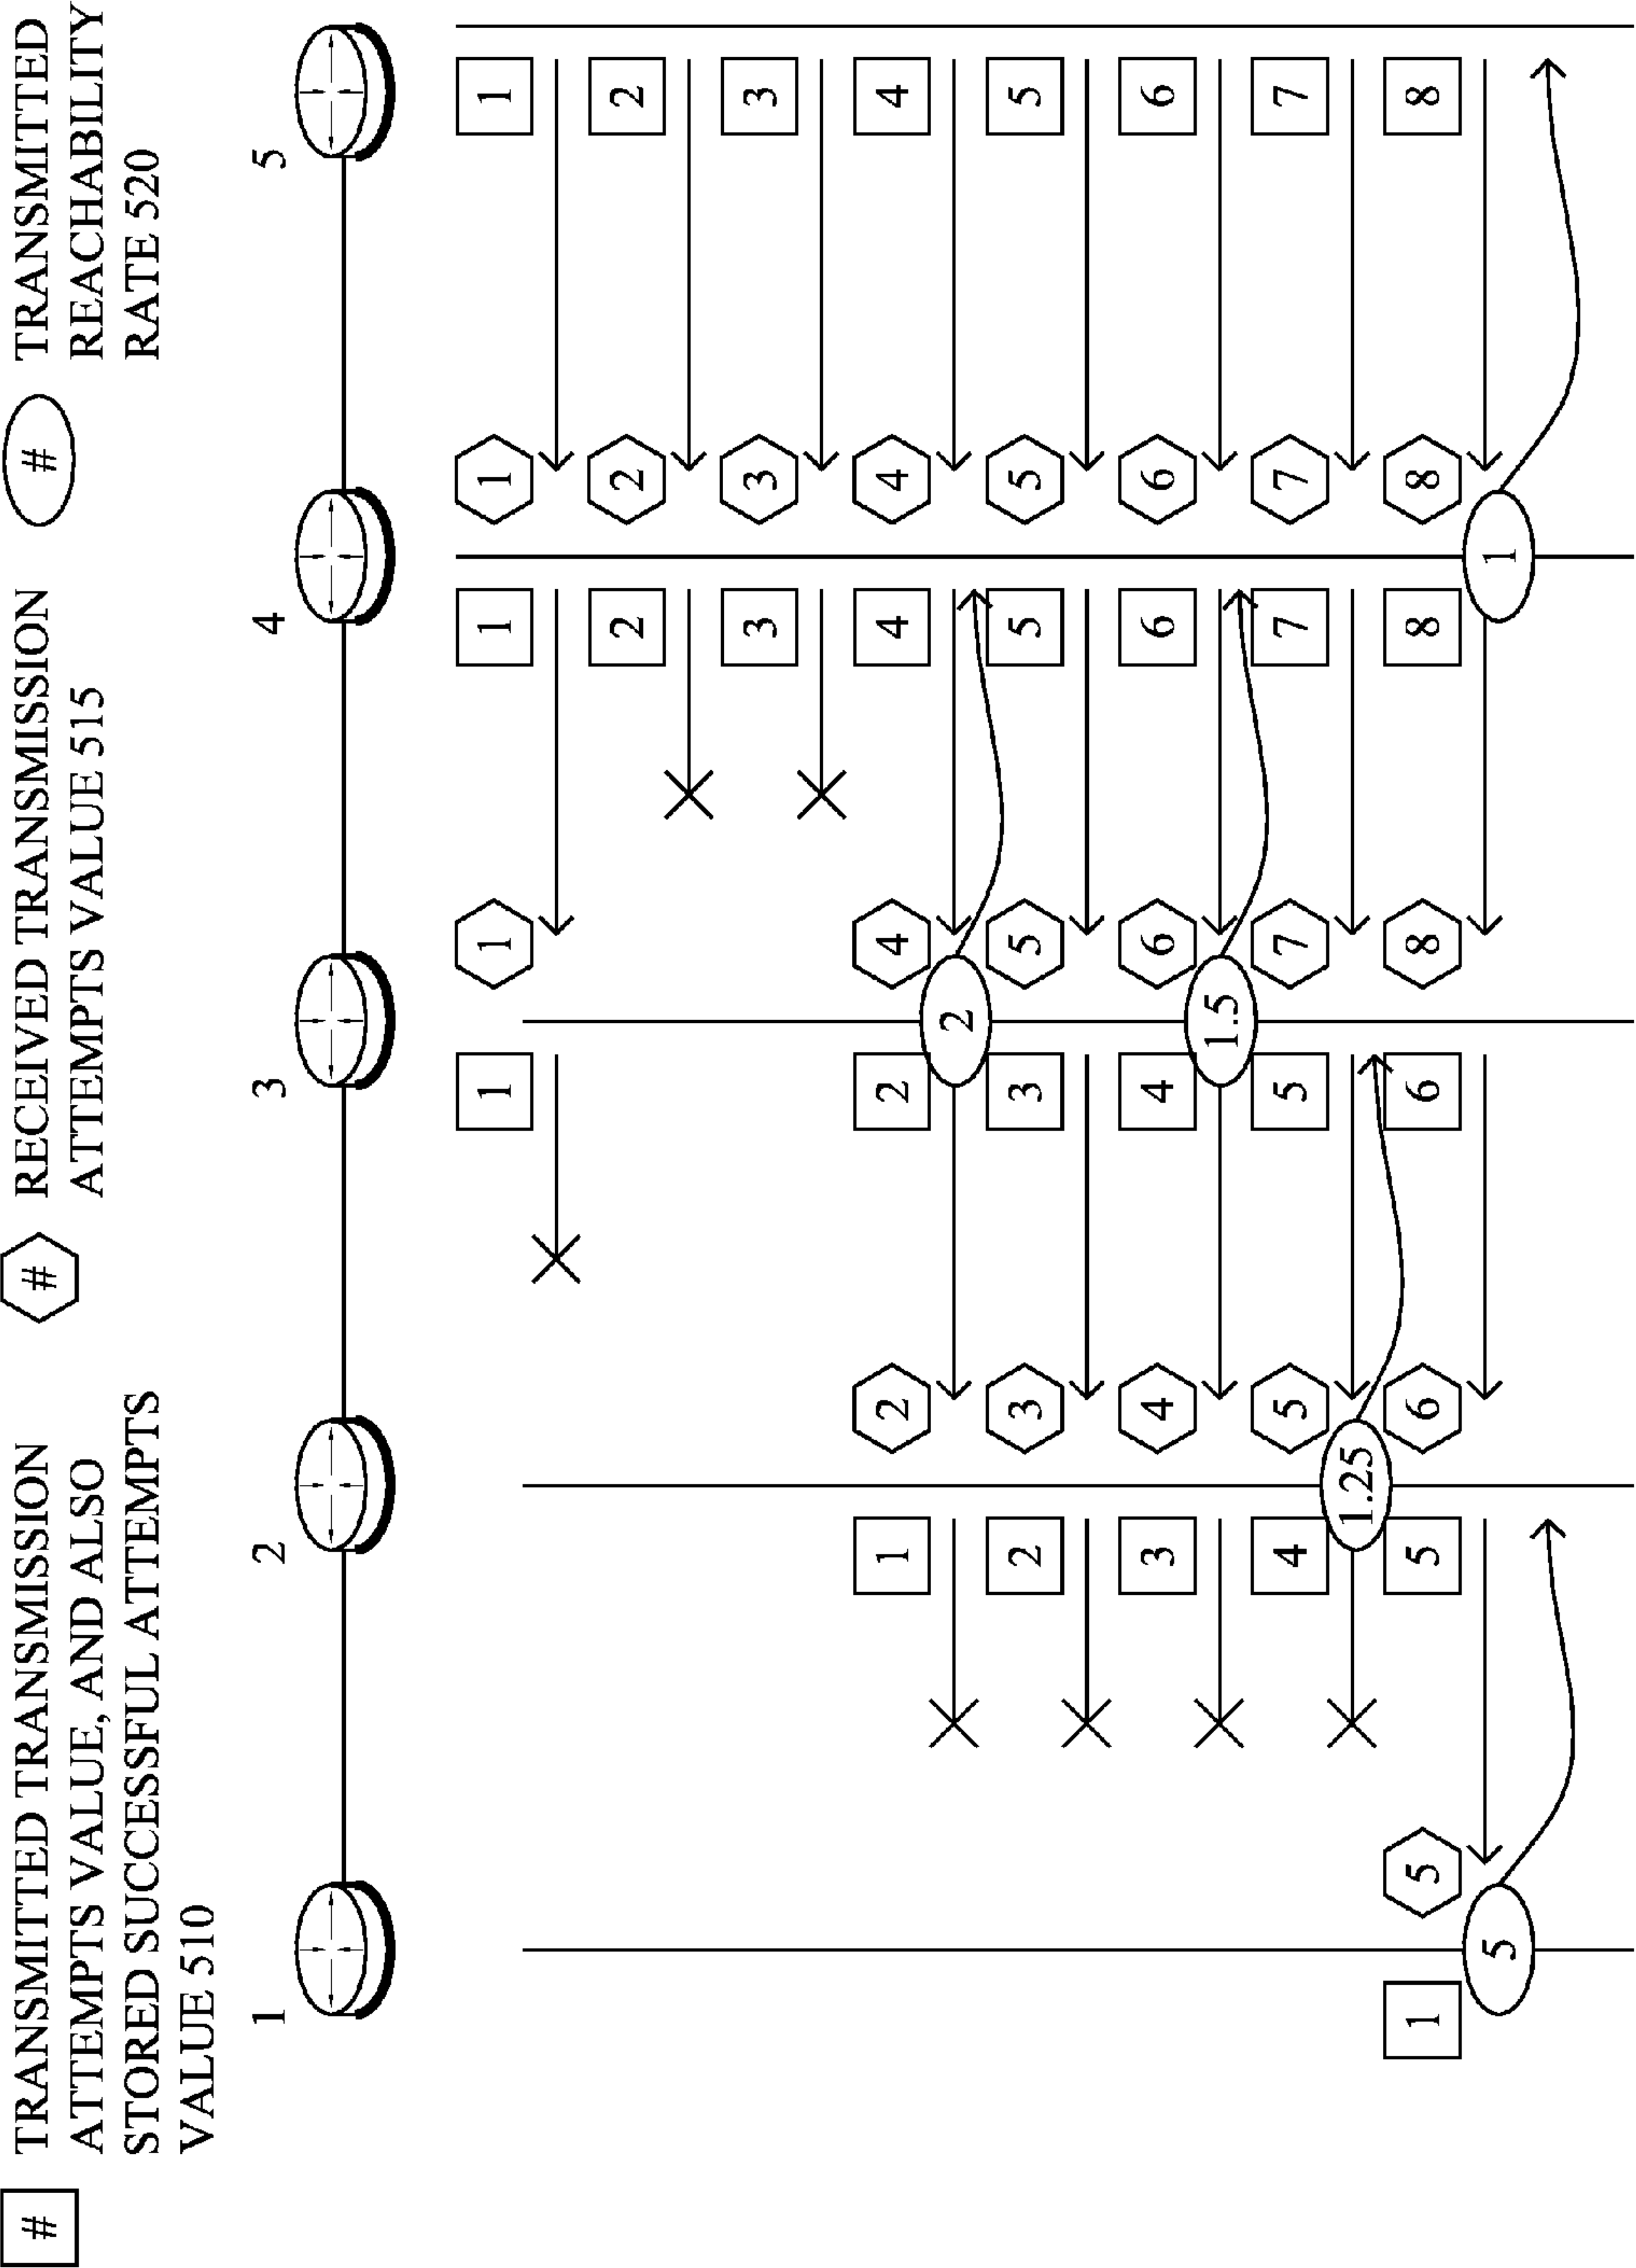 # TRANSMITTED TRANSMISSION
ATTEMPTS VALUE, AND ALSO
STORED SUCCESSFUL ATTEMPTS
VALUE 510
# RECEIVED TRANSMISSION
ATTEMPTS VALUE 515
# TRANSMITTED
REACHABILITY
RATE 520
1 2 3 4 5
1 1 1 1 1
2 2 2
3 3 3
1 2 2 4 4 4 4
2
2 3 3 5 5 5 5
3 4 4 6 6 6 6
1.5
4 5 5 7 7 7 7
1.25
1 5 5 6 6 8 8 8 8
5 1